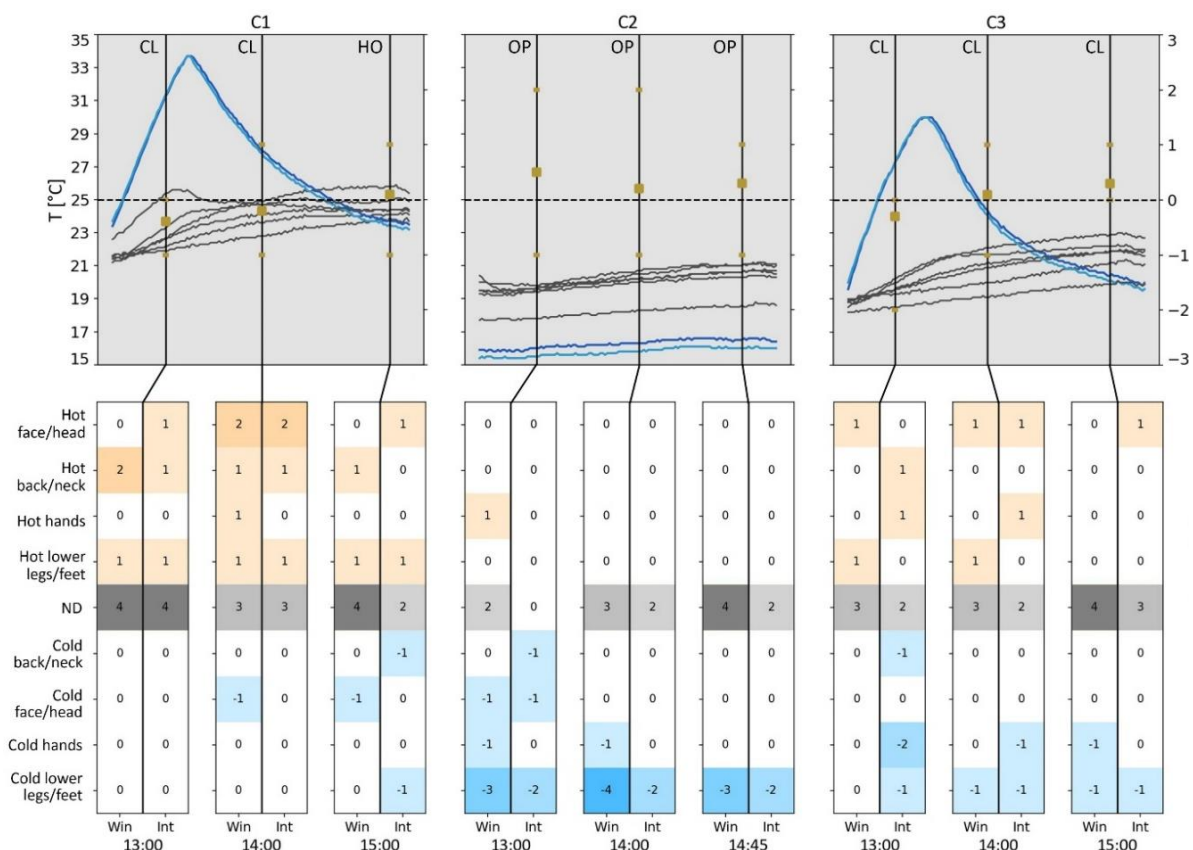 C1 C2 C3
CL CL HO OP OP OP CL CL CL
35 3
33
31 2
29
27 1
T [°C]
25 0
23
21 −1
19 −2
17
15 −3
Hot
face/head
0 1 2 2 0 1 0 0 0 0 0 0 1 0 1 1 0 1
Hot
back/neck
2 1 1 1 1 0 0 0 0 0 0 0 0 1 0 0 0 0
Hot hands
0 0 1 0 0 0 1 0 0 0 0 0 0 1 0 1 0 0
Hot lower
legs/feet
1 1 1 1 1 1 0 0 0 0 0 0 1 0 1 0 0 0
ND
4 4 3 3 4 2 2 0 3 2 4 2 3 2 3 2 4 3
Cold
back/neck
0 0 0 0 0 -1 0 -1 0 0 0 0 0 -1 0 0 0 0
Cold
face/head
0 0 -1 0 -1 0 -1 -1 0 0 0 0 0 0 0 0 0 0
Cold hands
0 0 0 0 0 0 -1 0 -1 0 0 0 0 -2 0 -1 -1 0
Cold lower
legs/feet
0 0 0 0 0 -1 -3 -2 -4 -2 -3 -2 0 -1 -1 -1 -1 -1
Win Int Win Int Win Int Win Int Win Int Win Int Win Int Win Int Win Int
13:00 14:00 15:00 13:00 14:00 14:45 13:00 14:00 15:00